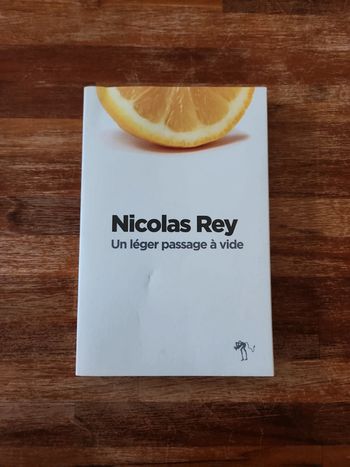 Nicolas Rey
Un léger passage à vide